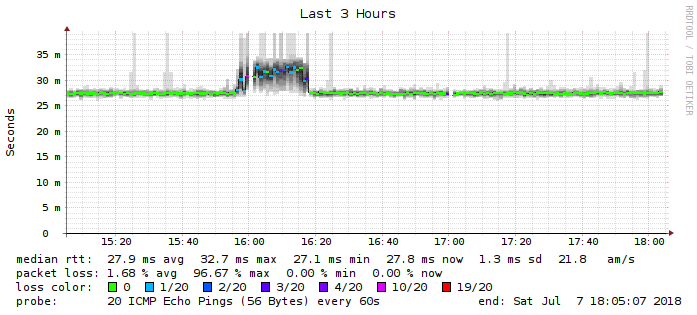 Last 3 Hours
RRDTOOL / TOBI OETIKER
Seconds
35 m
30 m
25 m
20 m
15 m
10 m
5 m
0
15:20 15:40 16:00 16:20 16:40 17:00 17:20 17:40 18:00
median rtt: 27.9 ms avg 32.7 ms max 27.1 ms min 27.8 ms now 1.3 ms sd 21.8 am/s
packet loss: 1.68 % avg 96.67 % max 0.00 % min 0.00 % now
loss color: 0 1/20 2/20 3/20 4/20 10/20 19/20
probe: 20 ICMP Echo Pings (56 Bytes) every 60s end: Sat Jul 7 18:05:07 2018